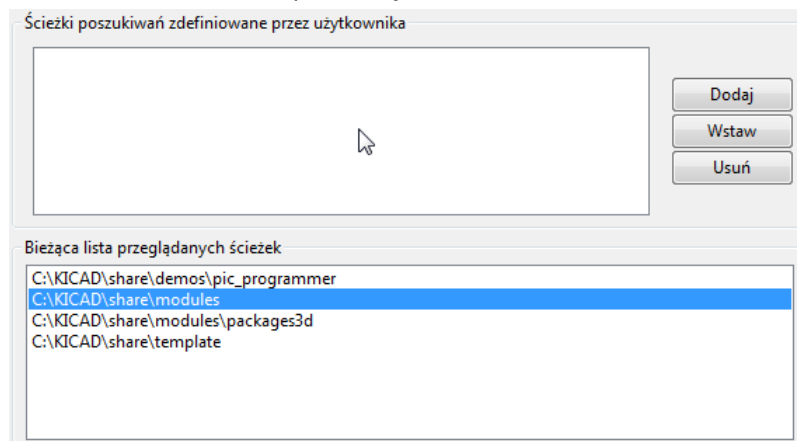 Ścieżki poszukiwań zdefiniowane przez użytkownika
Dodaj
Wstaw
Usuń
Bieżąca lista przeglądanych ścieżek
C:\KICAD\share\demos\pic_programmer
C:\KICAD\share\modules
C:\KICAD\share\modules\packages3d
C:\KICAD\share\template